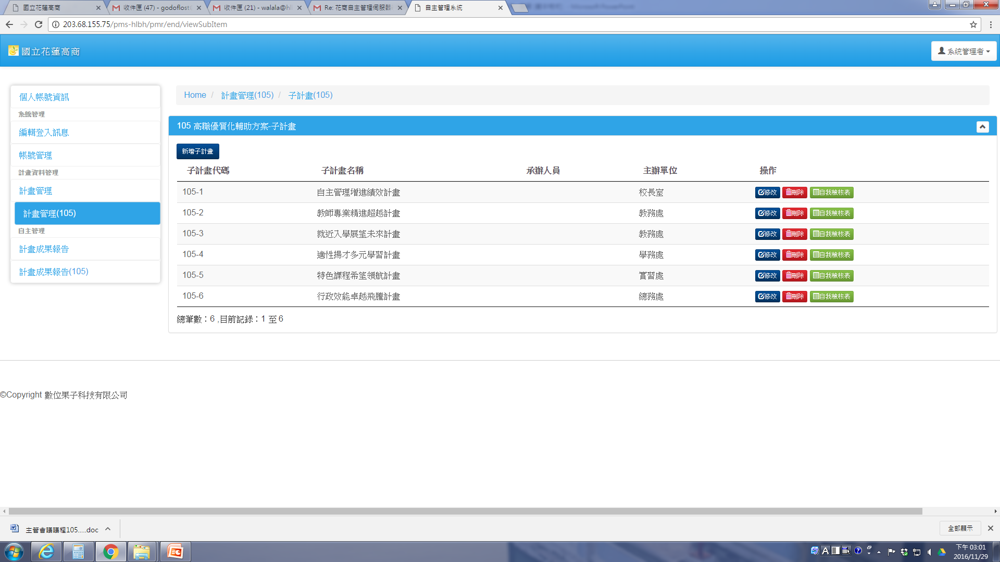 國立花蓮高商
收件匣 (47) - godoflost
收件匣 (21) - walala@hl
Re: 花商自主管理伺服器
自主管理系統
203.68.155.75/pms-hlbh/pmr/end/viewSubItem
國立花蓮高商
系統管理者
個人帳號資訊
系統管理
編輯登入訊息
帳號管理
計畫資料管理
計畫管理
計畫管理(105)
自主管理
計畫成果報告
計畫成果報告(105)
Home / 計畫管理(105) / 子計畫(105)
105 高職優質化輔助方案-子計畫
新增子計畫
子計畫代碼 子計畫名稱 承辦人員 主辦單位 操作
105-1 自主管理增進績效計畫 校長室 修改 刪除 自我檢核表
105-2 教師專業精進超越計畫 教務處 修改 刪除 自我檢核表
105-3 就近入學展望未來計畫 教務處 修改 刪除 自我檢核表
105-4 適性揚才多元學習計畫 學務處 修改 刪除 自我檢核表
105-5 特色課程希望領航計畫 實習處 修改 刪除 自我檢核表
105-6 行政效能卓越飛騰計畫 總務處 修改 刪除 自我檢核表
總筆數：6 ,目前記錄：1 至 6
©Copyright 數位果子科技有限公司
主管會議議程105.....doc
全部顯示
下午 03:01
2016/11/29